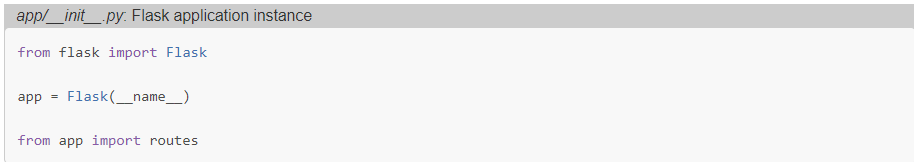 app/__init__.py: Flask application instance
from flask import Flask
app = Flask(__name__)
from app import routes